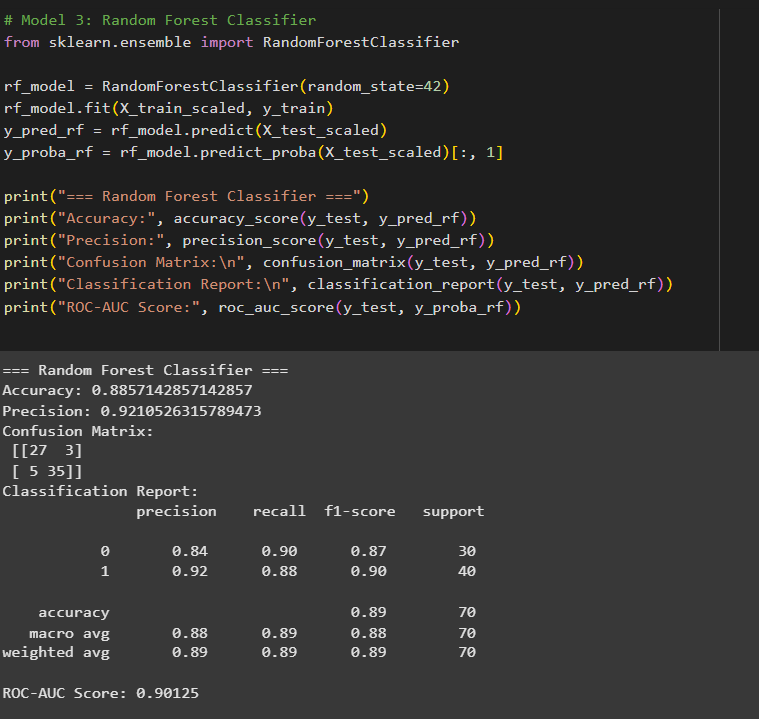 # Model 3: Random Forest Classifier
from sklearn.ensemble import RandomForestClassifier
rf_model = RandomForestClassifier(random_state=42)
rf_model.fit(X_train_scaled, y_train)
y_pred_rf = rf_model.predict(X_test_scaled)
y_proba_rf = rf_model.predict_proba(X_test_scaled)[:, 1]
print("=== Random Forest Classifier ===")
print("Accuracy:", accuracy_score(y_test, y_pred_rf))
print("Precision:", precision_score(y_test, y_pred_rf))
print("Confusion Matrix:\n", confusion_matrix(y_test, y_pred_rf))
print("Classification Report:\n", classification_report(y_test, y_pred_rf))
print("ROC-AUC Score:", roc_auc_score(y_test, y_proba_rf))
=== Random Forest Classifier ===
Accuracy: 0.8857142857142857
Precision: 0.9210526315789473
Confusion Matrix:
 [[27  3]
 [ 5 35]]
Classification Report:
               precision    recall  f1-score   support
           0       0.84      0.90      0.87        30
           1       0.92      0.88      0.90        40
    accuracy                           0.89        70
   macro avg       0.88      0.89      0.88        70
weighted avg       0.89      0.89      0.89        70
ROC-AUC Score: 0.90125